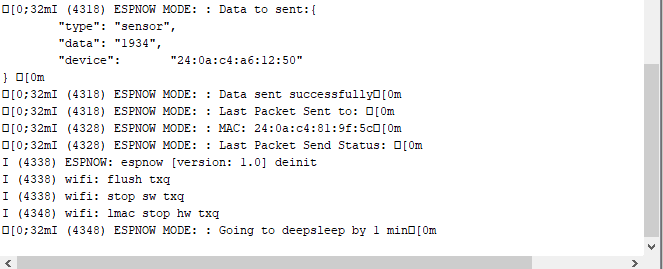 □[0;32mI (4318) ESPNOW MODE: : Data to sent:{
"type": "sensor",
"data": "1934",
"device": "24:0a:c4:a6:12:50"
} □[0m
□[0;32mI (4318) ESPNOW MODE: : Data sent successfully□[0m
□[0;32mI (4318) ESPNOW MODE: : Last Packet Sent to: □[0m
□[0;32mI (4328) ESPNOW MODE: : MAC: 24:0a:c4:81:9f:5c□[0m
□[0;32mI (4328) ESPNOW MODE: : Last Packet Send Status: □[0m
I (4338) ESPNOW: espnow [version: 1.0] deinit
I (4338) wifi: flush txq
I (4338) wifi: stop sw txq
I (4348) wifi: lmac stop hw txq
□[0;32mI (4348) ESPNOW MODE: : Going to deepsleep by 1 min□[0m